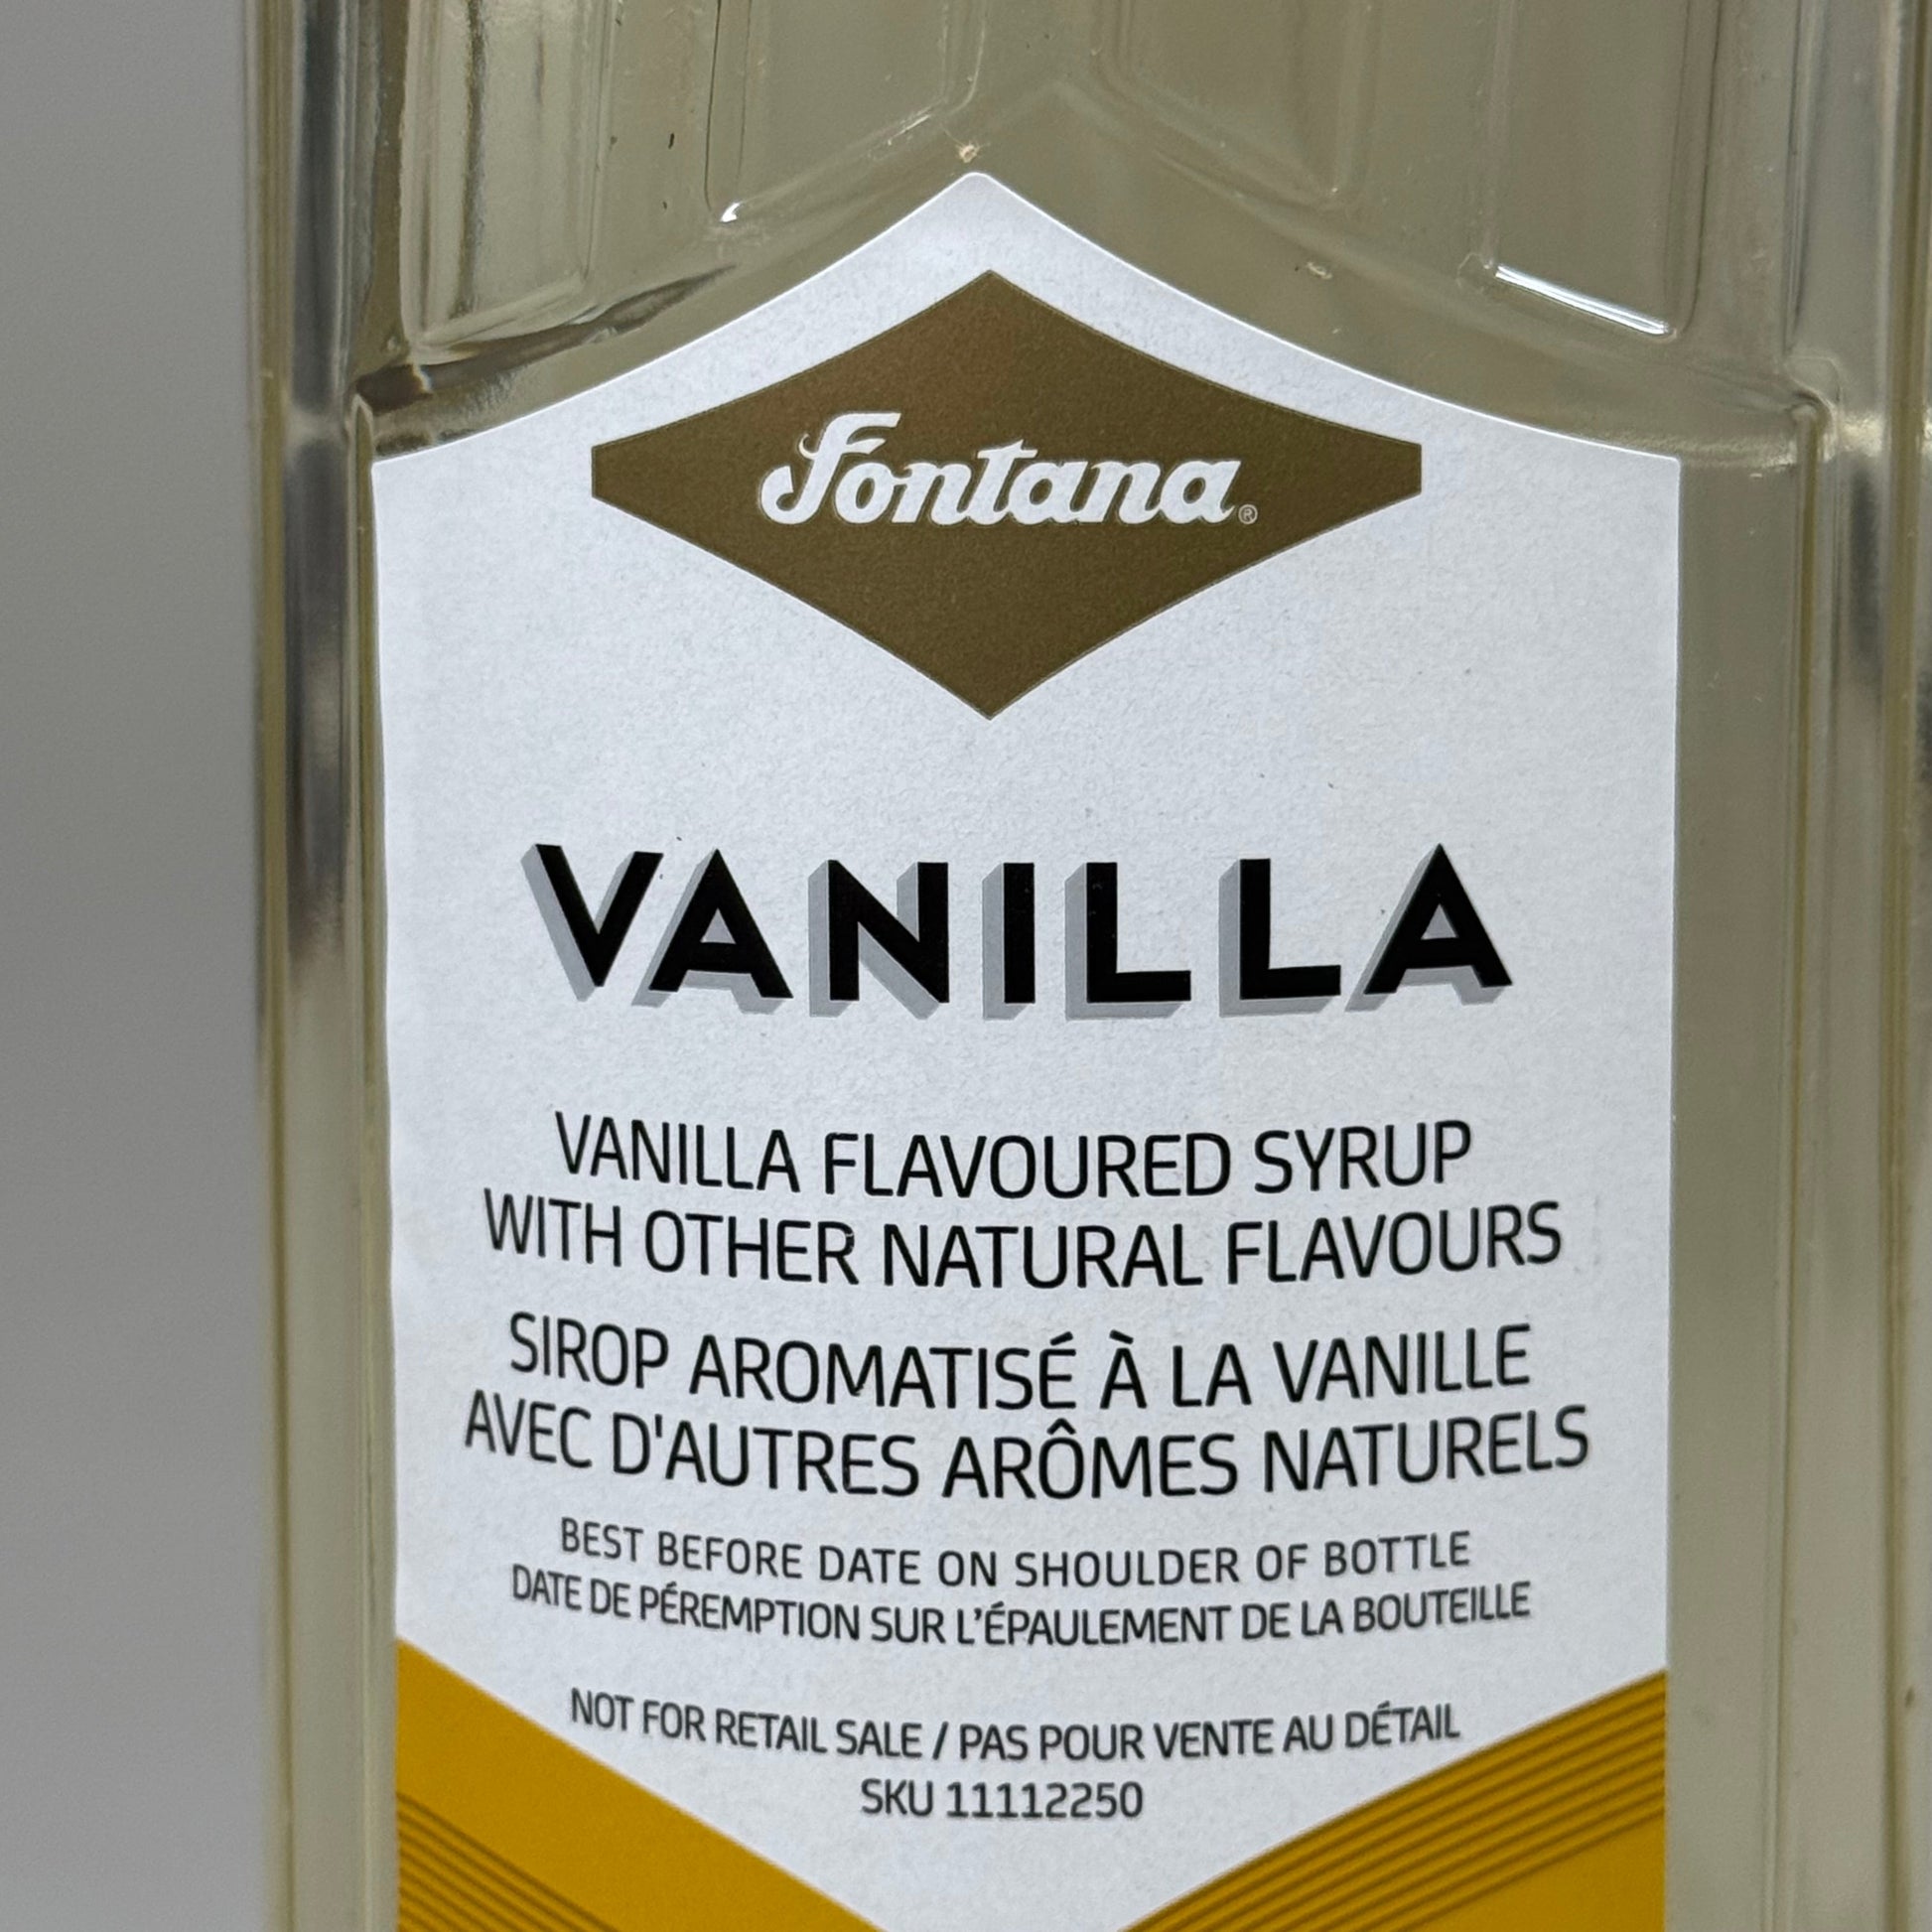 Fontana®
VANILLA
VANILLA FLAVOURED SYRUP
WITH OTHER NATURAL FLAVOURS
SIROP AROMATISÉ À LA VANILLE
AVEC D'AUTRES ARÔMES NATURELS
BEST BEFORE DATE ON SHOULDER OF BOTTLE
DATE DE PÉREMPTION SUR L’ÉPAULEMENT DE LA BOUTEILLE
NOT FOR RETAIL SALE / PAS POUR VENTE AU DÉTAIL
SKU 11112250